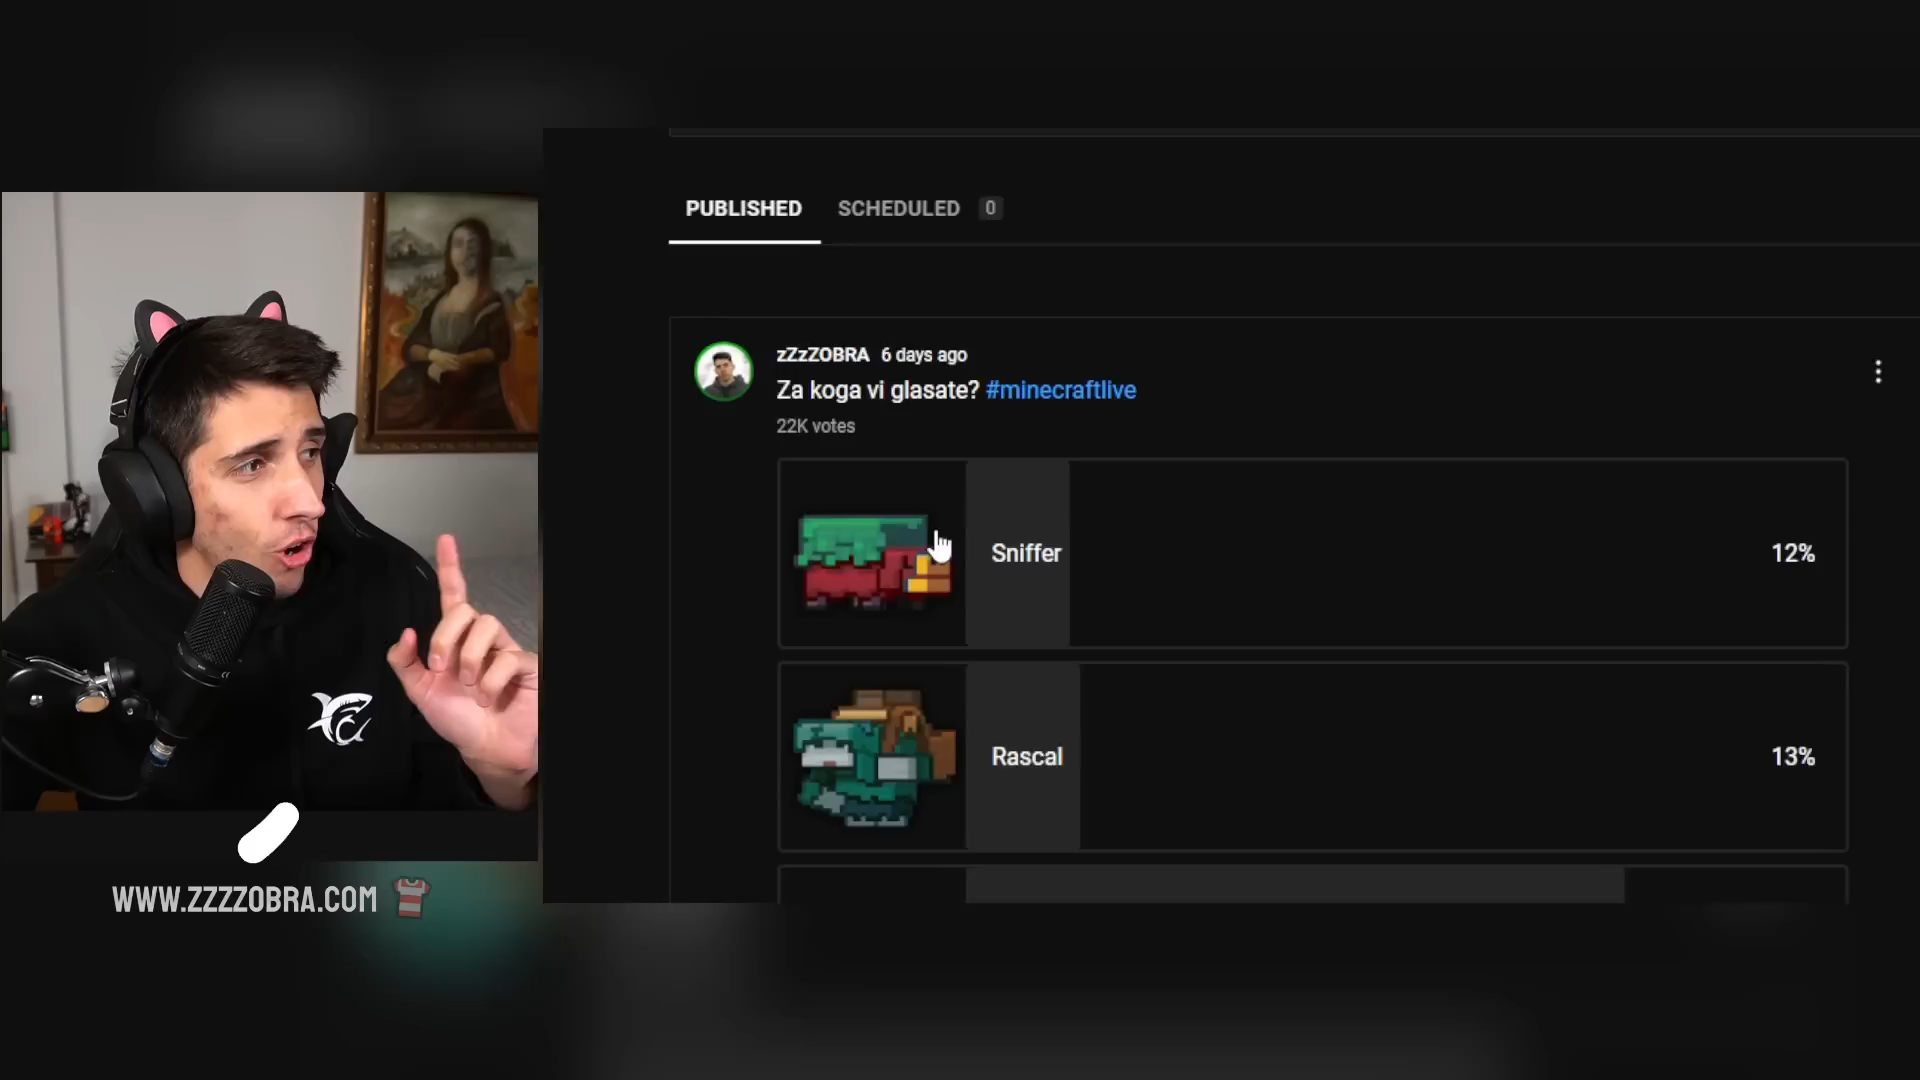 PUBLISHED SCHEDULED 0
zZzZOBRA 6 days ago
Za koga vi glasate? #minecraftlive
22K votes
Sniffer 12%
Rascal 13%
WWW.ZZZZOBRA.COM